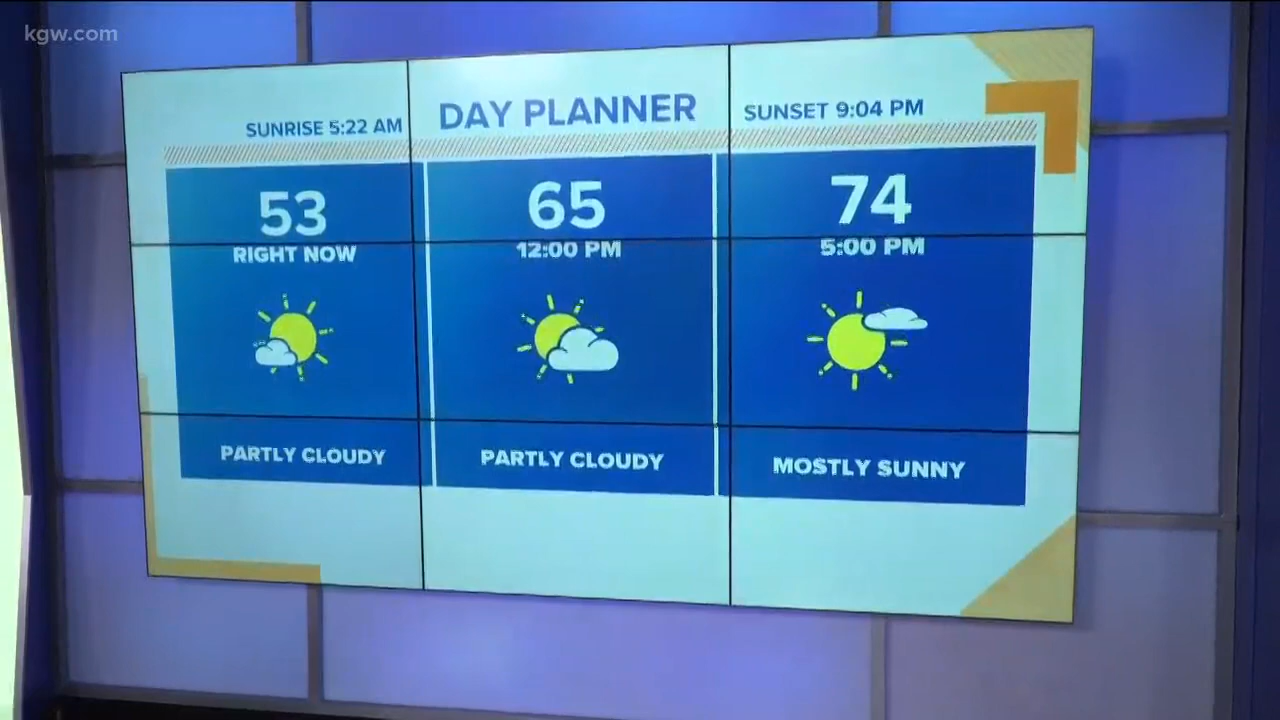 kgw.com
DAY PLANNER
SUNRISE 5:22 AM
SUNSET 9:04 PM
53
RIGHT NOW
PARTLY CLOUDY
65
12:00 PM
PARTLY CLOUDY
74
5:00 PM
MOSTLY SUNNY